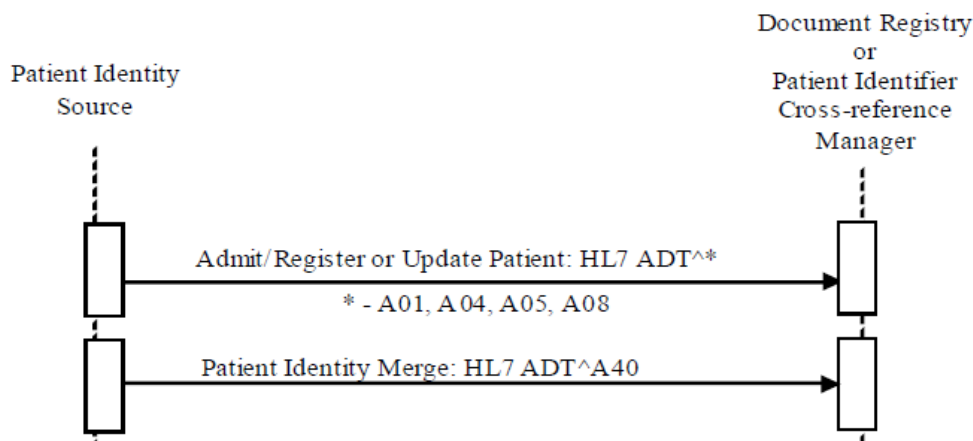 Patient Identity
Source
Document Registry
or
Patient Identifier
Cross-reference
Manager
Admit/Register or Update Patient: HL7 ADT^*
* - A01, A04, A05, A08
Patient Identity Merge: HL7 ADT^A40